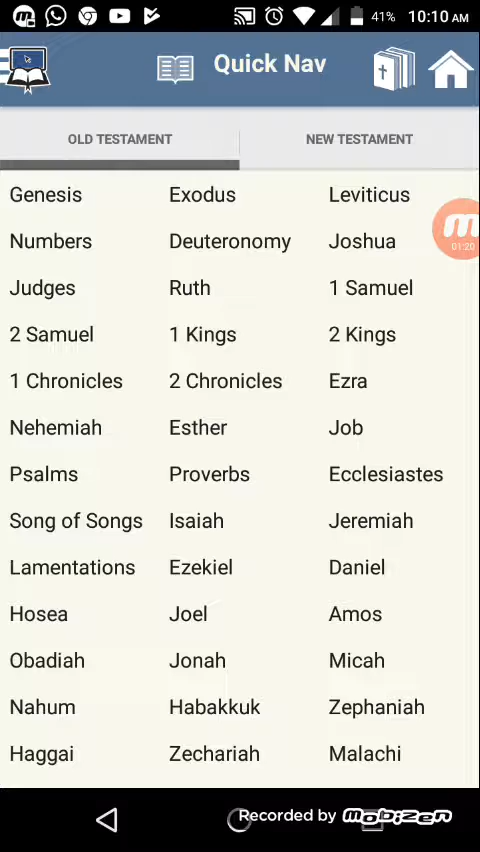 41% 10:10 AM
Quick Nav
OLD TESTAMENT NEW TESTAMENT
Genesis Exodus Leviticus
Numbers Deuteronomy Joshua
01:20
Judges Ruth 1 Samuel
2 Samuel 1 Kings 2 Kings
1 Chronicles 2 Chronicles Ezra
Nehemiah Esther Job
Psalms Proverbs Ecclesiastes
Song of Songs Isaiah Jeremiah
Lamentations Ezekiel Daniel
Hosea Joel Amos
Obadiah Jonah Micah
Nahum Habakkuk Zephaniah
Haggai Zechariah Malachi
Recorded by Mobizen